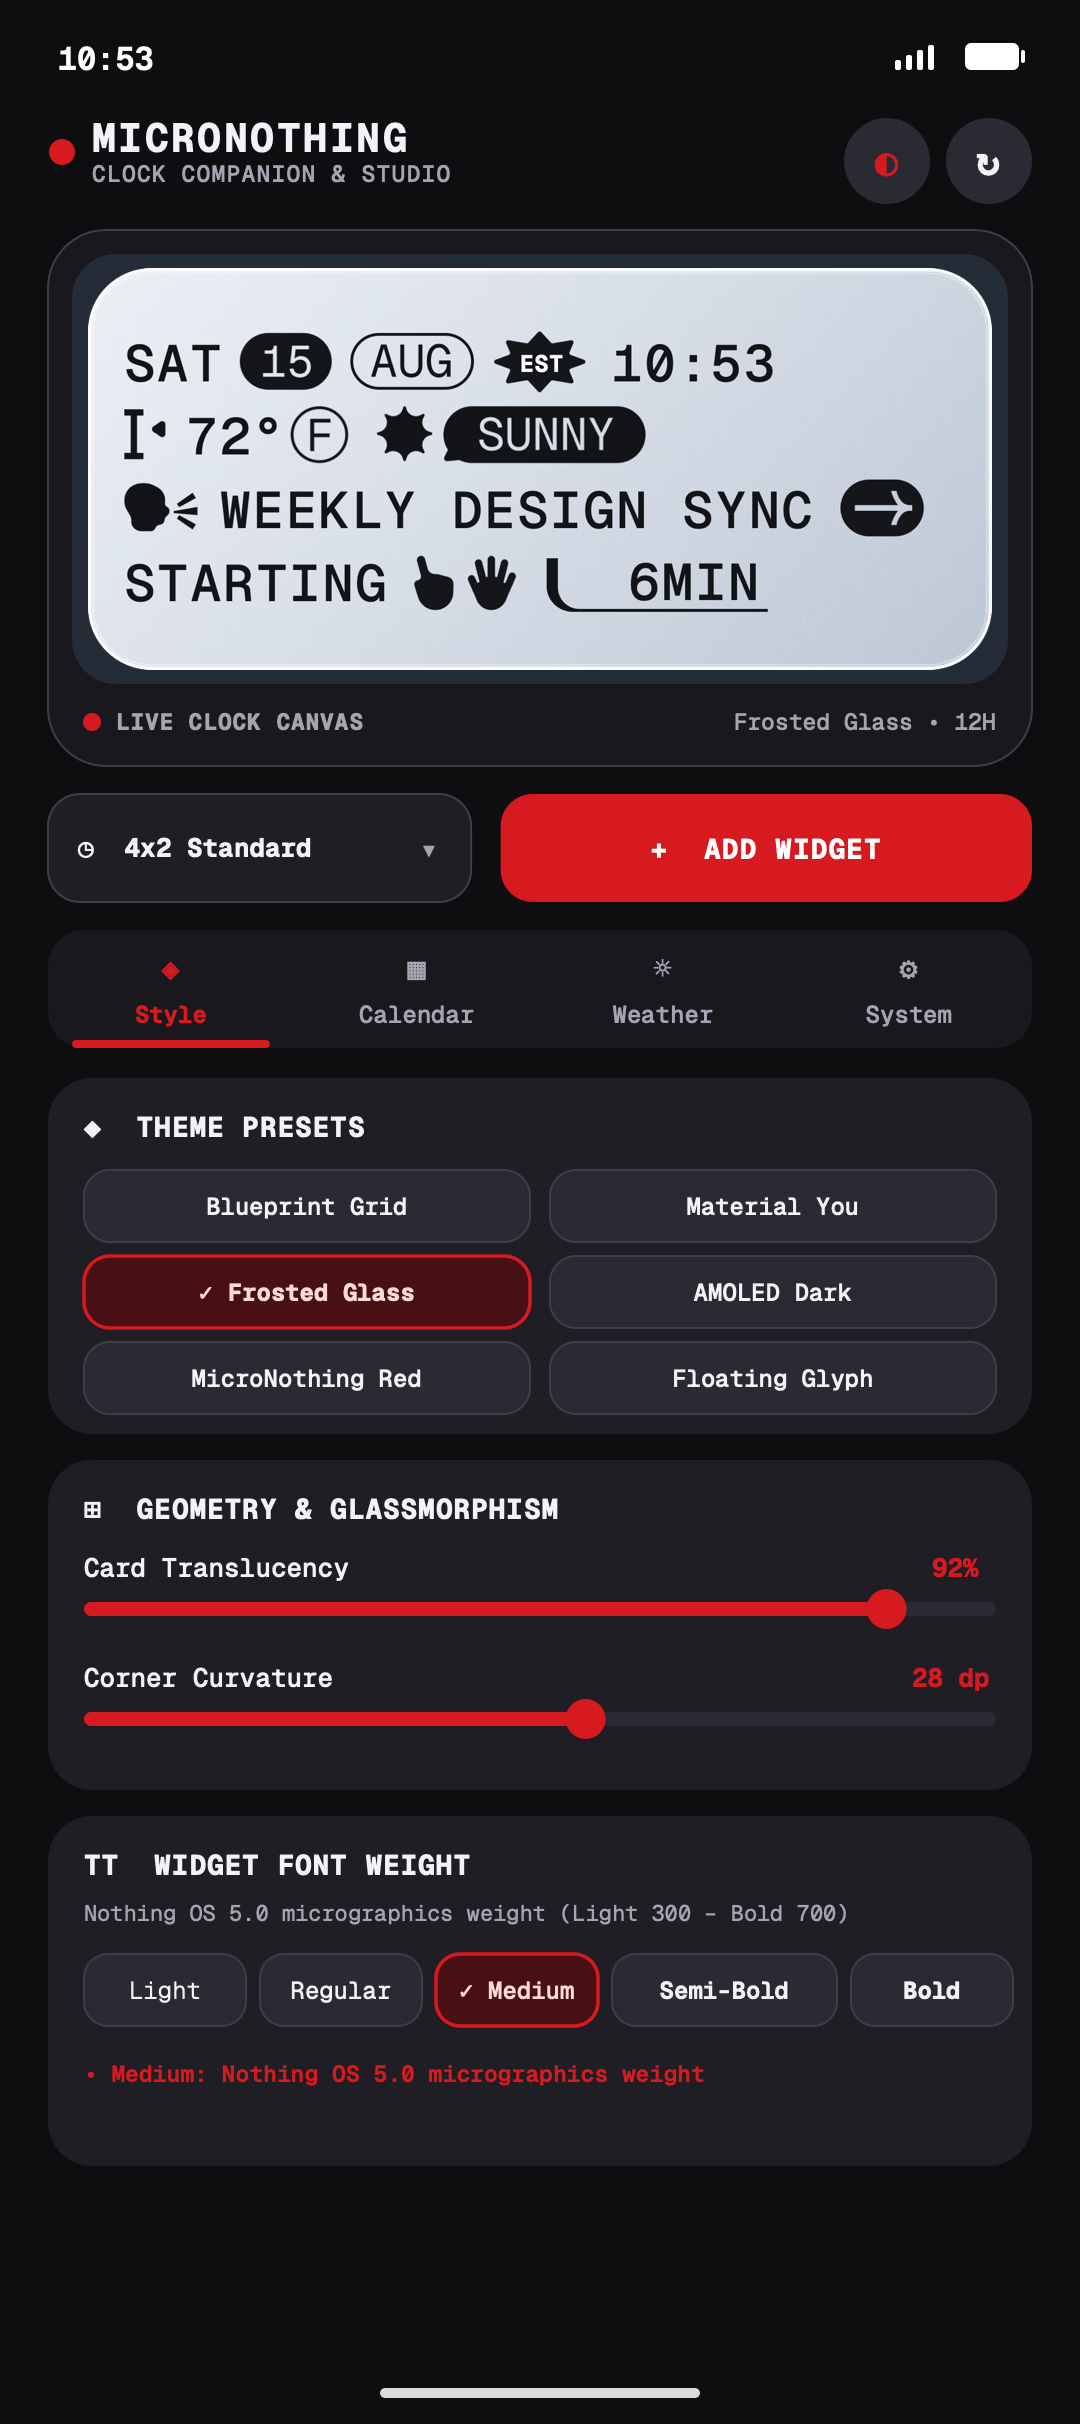 10:53
MICRONOTHING
CLOCK COMPANION & STUDIO
SAT 15 AUG EST 10:53
72° F SUNNY
WEEKLY DESIGN SYNC
STARTING 6MIN
LIVE CLOCK CANVAS
Frosted Glass • 12H
4x2 Standard
+ ADD WIDGET
Style
Calendar
Weather
System
THEME PRESETS
Blueprint Grid
Material You
✓ Frosted Glass
AMOLED Dark
MicroNothing Red
Floating Glyph
GEOMETRY & GLASSMORPHISM
Card Translucency 92%
Corner Curvature 28 dp
TT WIDGET FONT WEIGHT
Nothing OS 5.0 micrographics weight (Light 300 – Bold 700)
Light
Regular
✓ Medium
Semi-Bold
Bold
• Medium: Nothing OS 5.0 micrographics weight